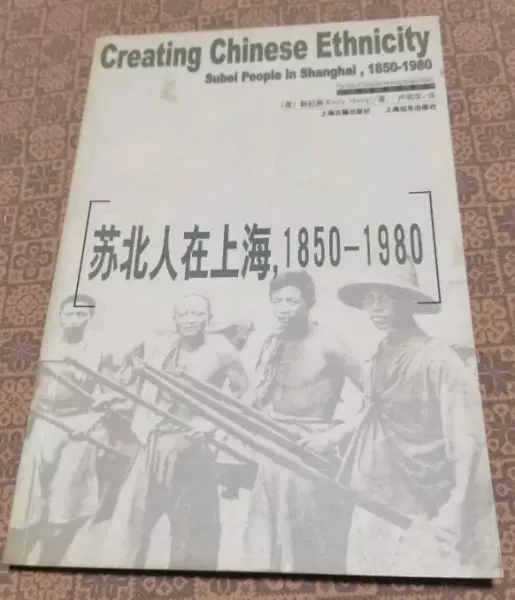 Creating Chinese Ethnicity
Subei People in Shanghai , 1850-1980
(美) 韩起澜(Emily Honig)/著 卢明华/译
上海古籍出版社 上海远东出版社
苏北人在上海,1850-1980